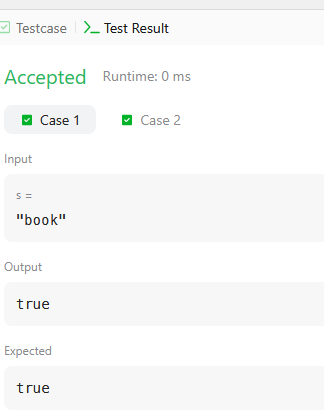 Testcase Test Result
Accepted Runtime: 0 ms
Case 1 Case 2
Input
s =
"book"
Output
true
Expected
true